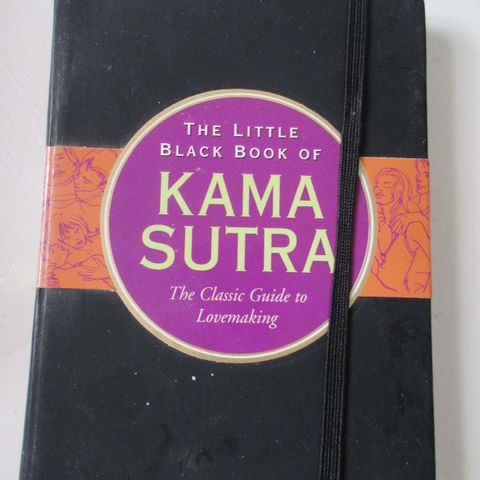 THE LITTLE
BLACK BOOK OF
KAMA
SUTRA
The Classic Guide to
Lovemaking